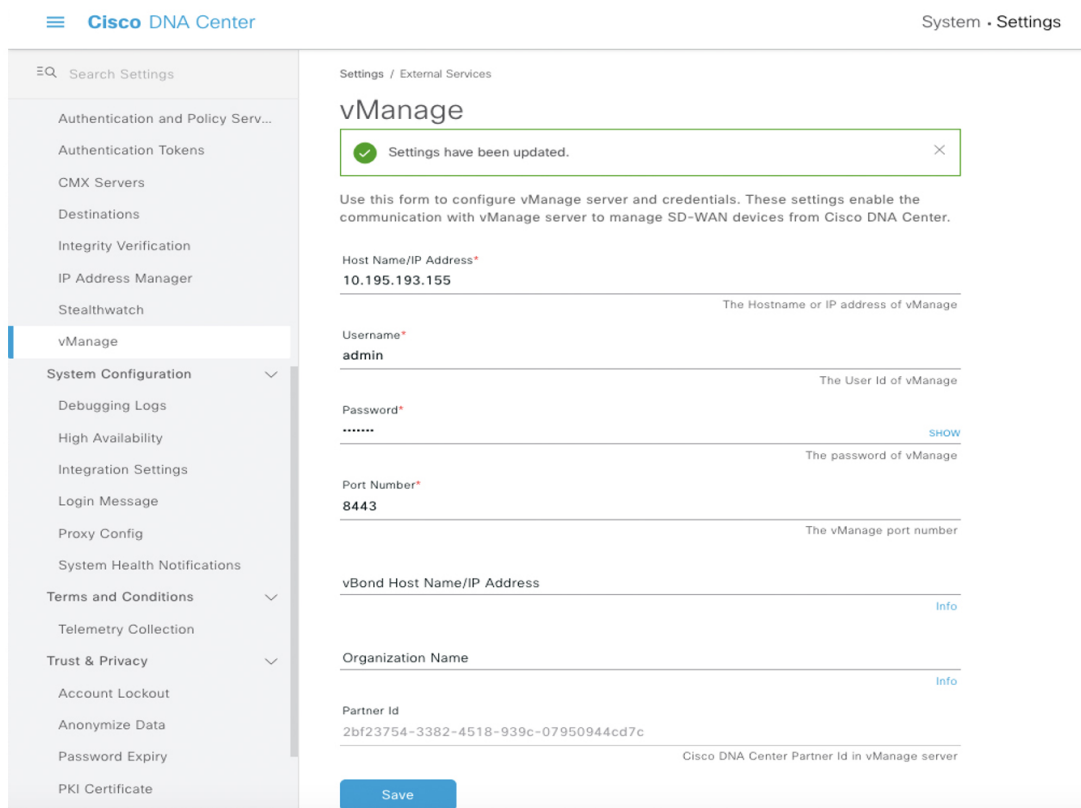 Cisco DNA Center
System • Settings
Search Settings
Authentication and Policy Serv...
Authentication Tokens
CMX Servers
Destinations
Integrity Verification
IP Address Manager
Stealthwatch
vManage
System Configuration
Debugging Logs
High Availability
Integration Settings
Login Message
Proxy Config
System Health Notifications
Terms and Conditions
Telemetry Collection
Trust & Privacy
Account Lockout
Anonymize Data
Password Expiry
PKI Certificate
Settings / External Services
vManage
Settings have been updated.
Use this form to configure vManage server and credentials. These settings enable the
communication with vManage server to manage SD-WAN devices from Cisco DNA Center.
Host Name/IP Address*
10.195.193.155
The Hostname or IP address of vManage
Username*
admin
The User Id of vManage
Password*
•••••••
SHOW
The password of vManage
Port Number*
8443
The vManage port number
vBond Host Name/IP Address
Info
Organization Name
Info
Partner Id
2bf23754-3382-4518-939c-07950944cd7c
Cisco DNA Center Partner Id in vManage server
Save